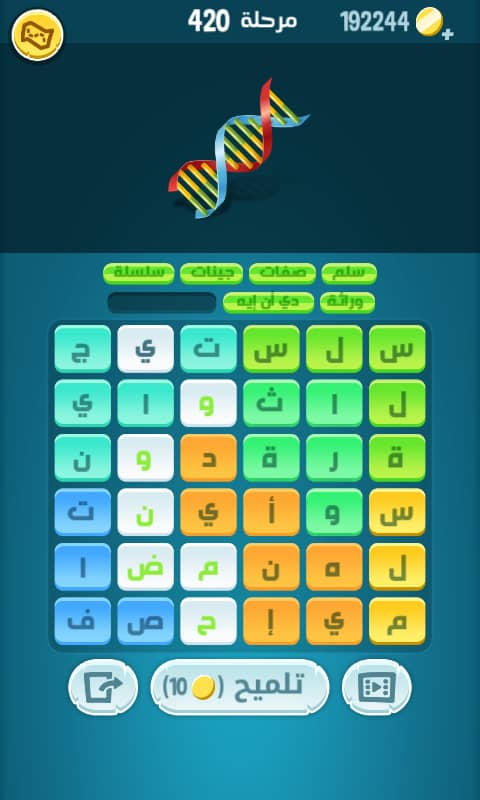 192244 مرحلة 420
سلم صفات جينات سلسلة
وراثة دي أن إيه
س ل س ت ي ج
ل ا ث و ا ي
ة ر ة د و ن
س و أ ي ن ت
ل ه ن م ض ا
م ي إ ح ص ف
تلميح (10)